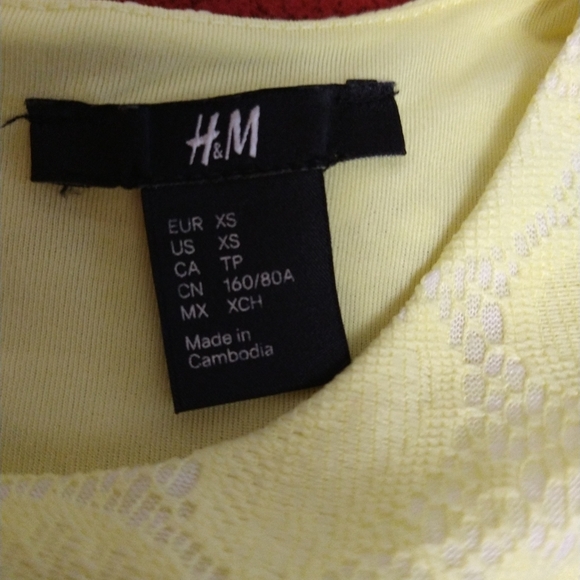 H&M
EUR XS
US XS
CA TP
CN 160/80A
MX XCH
Made in
Cambodia